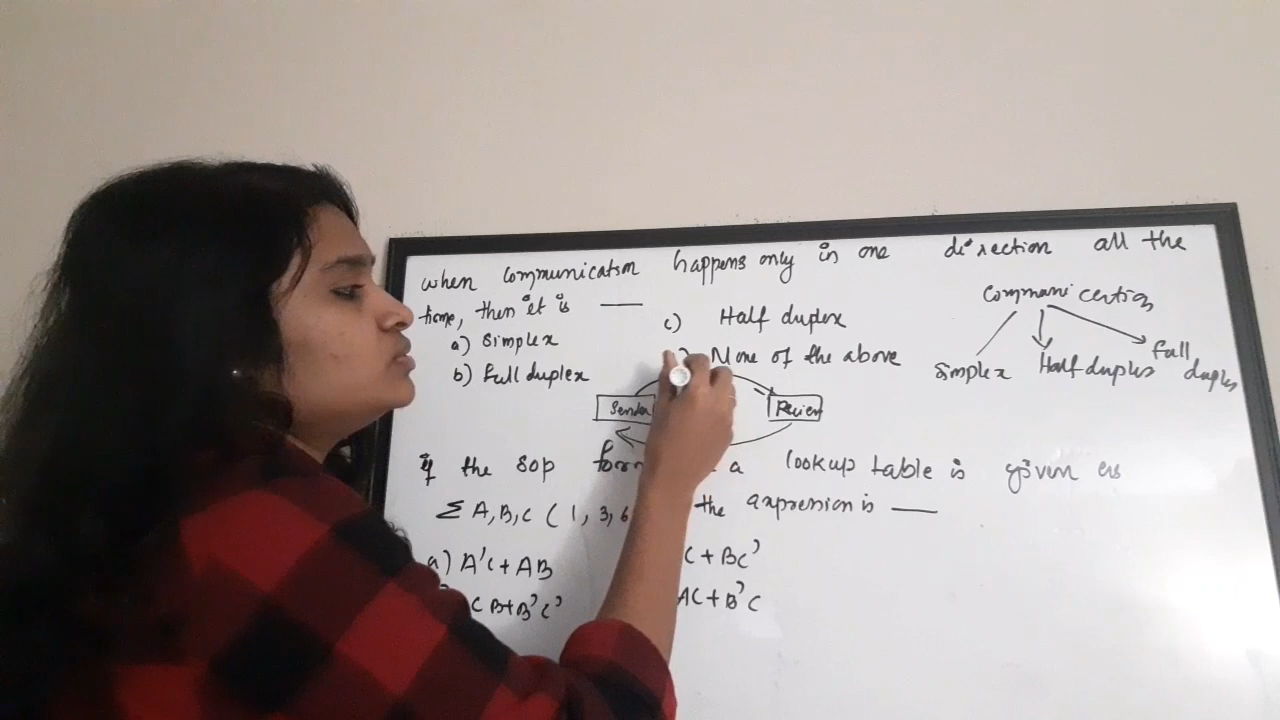 when communication happens only in one direction all the
time, then it is ___
a) Simplex
b) full duplex
c) Half duplex
None of the above
Communication
Simplex Half duplex full duplex
Sender
if the SOP form a lookup table is given as
Σ A, B, C ( 1, 3, 6 the expression is ___
a) A'C + AB
C B + B'C'
C + BC'
AC + B'C